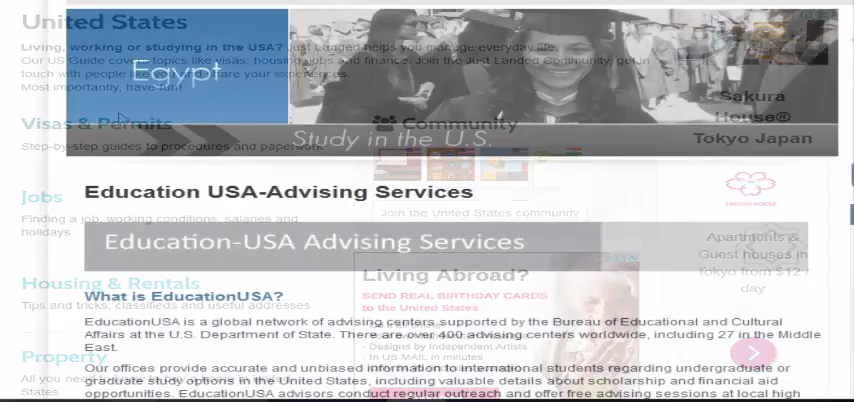 United States
Living, working or studying in the USA? Just Landed helps you manage everyday life.
Our US Guide covers topics like visas, housing, jobs and finance. Join the Just Landed Community, get in
touch with people like you and share your experiences.
Most importantly, have fun!
Egypt
Visas & Permits
Community
Step-by-step guides to procedures and paperwork
Study in the U.S.
Sakura
House®
Tokyo Japan
Education USA-Advising Services
Jobs
Finding a job, working conditions, salaries and
holidays
Join the United States community
Education-USA Advising Services
Apartments &
Guest houses in
Tokyo from $12 /
day
Living Abroad?
SEND REAL BIRTHDAY CARDS
to the United States
- Designs by Independent Artists
- In US MAIL in minutes
Housing & Rentals
Tips and tricks, classifieds and useful addresses
What is EducationUSA?
EducationUSA is a global network of advising centers supported by the Bureau of Educational and Cultural
Affairs at the U.S. Department of State. There are over 400 advising centers worldwide, including 27 in the Middle
East.
Property
Our offices provide accurate and unbiased information to international students regarding undergraduate or
graduate study options in the United States, including valuable details about scholarship and financial aid
opportunities. EducationUSA advisors conduct regular outreach and offer free advising sessions at local high
All you need
States